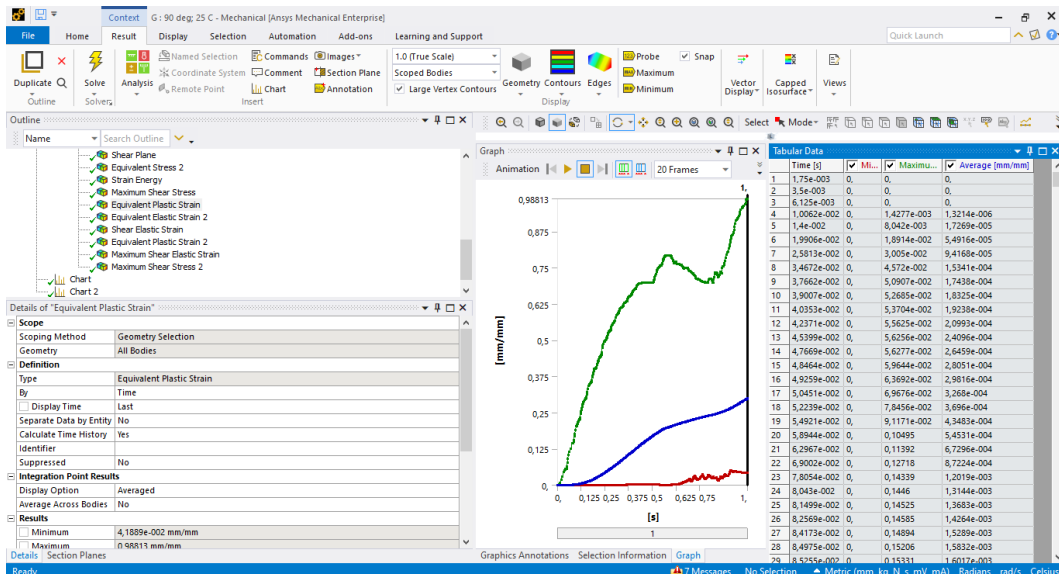 Context G : 90 deg; 25 C - Mechanical [Ansys Mechanical Enterprise]
File Home Result Display Selection Automation Add-ons Learning and Support Quick Launch
Duplicate Q
Outline
Solve
Solver
Analysis
Named Selection
Coordinate System
Remote Point
Commands
Comment
Chart
Images
Section Plane
Annotation
Insert
1.0 (True Scale)
Scoped Bodies
Large Vertex Contours
Geometry Contours Edges
Probe Snap
Maximum
Minimum
Display
Vector Display
Capped Isosurface
Views
Select Mode
Outline
Name Search Outline
Shear Plane
Equivalent Stress 2
Strain Energy
Maximum Shear Stress
Equivalent Plastic Strain
Equivalent Elastic Strain 2
Shear Elastic Strain
Equivalent Plastic Strain 2
Maximum Shear Elastic Strain
Maximum Shear Stress 2
Chart
Chart 2
Details of "Equivalent Plastic Strain"
Scope
Scoping Method Geometry Selection
Geometry All Bodies
Definition
Type Equivalent Plastic Strain
By Time
Display Time Last
Separate Data by Entity No
Calculate Time History Yes
Identifier
Suppressed No
Integration Point Results
Display Option Averaged
Average Across Bodies No
Results
Minimum 4,1889e-002 mm/mm
Maximum 0,98813 mm/mm
Details Section Planes
Graph
Animation 20 Frames
1,
0,98813
0,875
0,75
0,625
0,5
0,375
0,25
0,125
0,
[mm/mm]
0, 0,125 0,25 0,375 0,5 0,625 0,75 1,
[s]
1
Graphics Annotations Selection Information Graph
Tabular Data
Time [s] Mi... Maximu... Average [mm/mm]
1 1,75e-003 0, 0, 0,
2 3,5e-003 0, 0, 0,
3 6,125e-003 0, 0, 0,
4 1,0062e-002 0, 1,4277e-003 1,3214e-006
5 1,4e-002 0, 8,042e-003 1,7269e-005
6 1,9906e-002 0, 1,8914e-002 5,4916e-005
7 2,5813e-002 0, 3,005e-002 9,4168e-005
8 3,4672e-002 0, 4,572e-002 1,5341e-004
9 3,7662e-002 0, 5,0907e-002 1,7438e-004
10 3,9007e-002 0, 5,2685e-002 1,8325e-004
11 4,0353e-002 0, 5,3704e-002 1,9238e-004
12 4,2371e-002 0, 5,5625e-002 2,0993e-004
13 4,5399e-002 0, 5,6256e-002 2,4096e-004
14 4,7669e-002 0, 5,6277e-002 2,6459e-004
15 4,8464e-002 0, 5,9644e-002 2,8051e-004
16 4,9259e-002 0, 6,3692e-002 2,9816e-004
17 5,0451e-002 0, 6,9676e-002 3,268e-004
18 5,2239e-002 0, 7,8456e-002 3,696e-004
19 5,4921e-002 0, 9,1171e-002 4,3483e-004
20 5,8944e-002 0, 0,10495 5,4531e-004
21 6,2967e-002 0, 0,11392 6,7296e-004
22 6,9002e-002 0, 0,12718 8,7224e-004
23 7,8054e-002 0, 0,14339 1,2019e-003
24 8,043e-002 0, 0,1446 1,3144e-003
25 8,1499e-002 0, 0,14525 1,3683e-003
26 8,2569e-002 0, 0,14585 1,4264e-003
27 8,4173e-002 0, 0,14894 1,5289e-003
28 8,4975e-002 0, 0,15206 1,5832e-003
29 8,5255e-002 0, 0,15331 1,6017e-003
Ready 7 Messages No Selection Metric (mm, kg, N, s, mV, mA) Radians rad/s Celsius